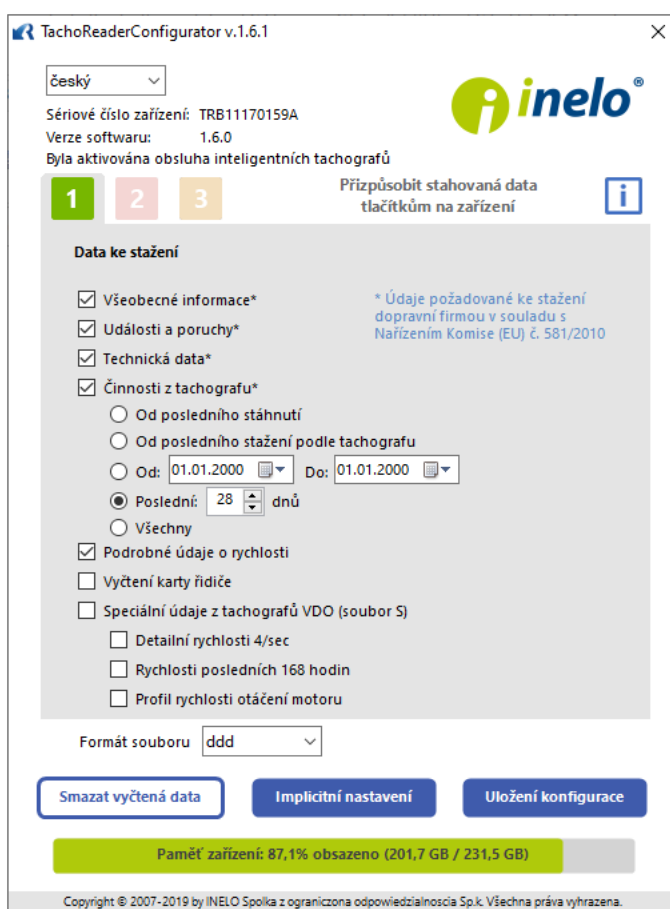 TachoReaderConfigurator v.1.6.1
český
inelo®
Sériové číslo zařízení: TRB11170159A
Verze softwaru: 1.6.0
Byla aktivována obsluha inteligentních tachografů
1 2 3
Přizpůsobit stahovaná data
tlačítkům na zařízení
i
Data ke stažení
Všeobecné informace*
Události a poruchy*
Technická data*
* Údaje požadované ke stažení
dopravní firmou v souladu s
Nařízením Komise (EU) č. 581/2010
Činnosti z tachografu*
Od posledního stáhnutí
Od posledního stažení podle tachografu
Od: 01.01.2000 Do: 01.01.2000
Poslední: 28 dnů
Všechny
Podrobné údaje o rychlosti
Vyčtení karty řidiče
Speciální údaje z tachografů VDO (soubor S)
Detailní rychlosti 4/sec
Rychlosti posledních 168 hodin
Profil rychlosti otáčení motoru
Formát souboru ddd
Smazat vyčtená data
Implicitní nastavení
Uložení konfigurace
Paměť zařízení: 87,1% obsazeno (201,7 GB / 231,5 GB)
Copyright © 2007-2019 by INELO Spolka z ograniczona odpowiedzialnoscia Sp.k. Všechna práva vyhrazena.